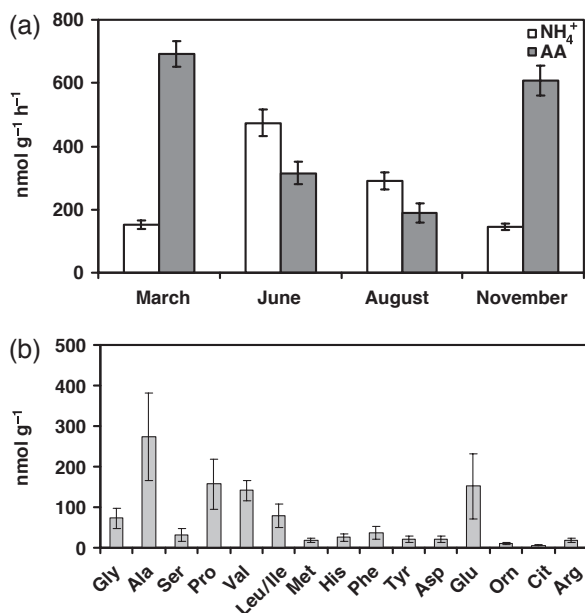 (a)
800
600
400
200
0
nmol g⁻¹ h⁻¹
NH₄⁺
AA
March June August November
(b)
500
400
300
200
100
0
nmol g⁻¹
Gly Ala Ser Pro Val Leu/Ile Met His Phe Tyr Asp Glu Orn Cit Arg